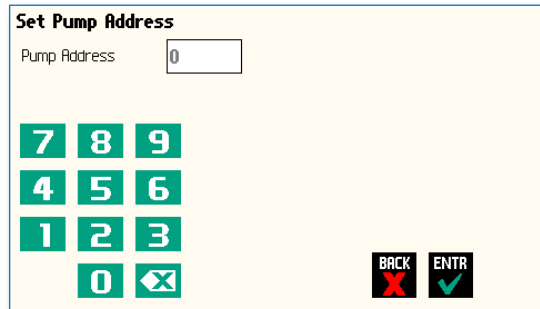 Set Pump Address
Pump Address 0
7 8 9
4 5 6
1 2 3
0 X
BACK ENTR